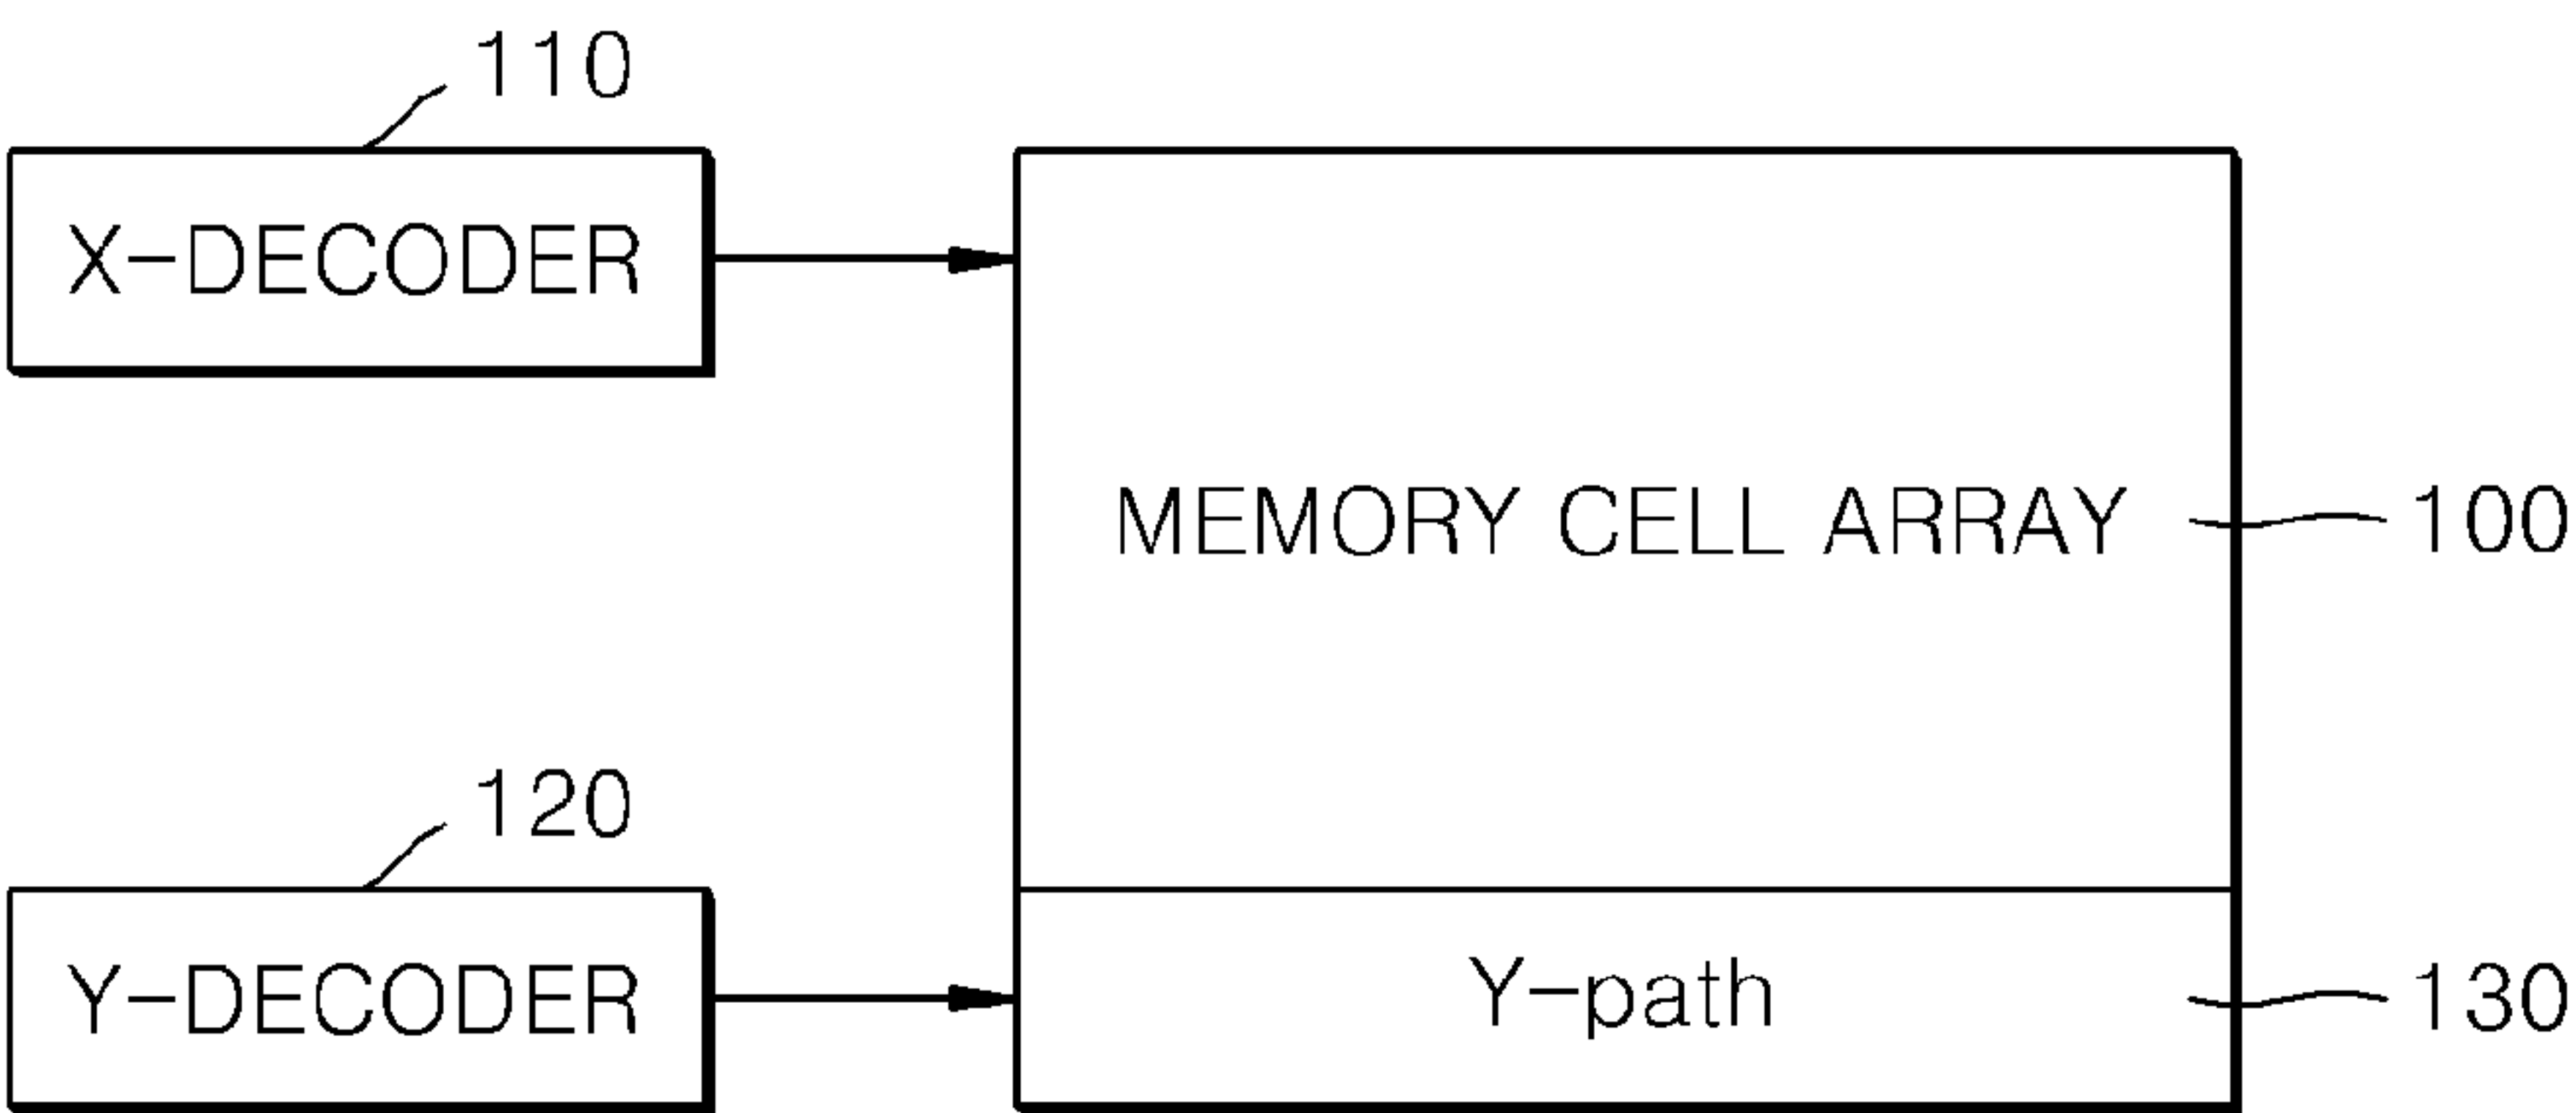 110
X-DECODER
MEMORY CELL ARRAY
100
120
Y-DECODER
Y-path
130